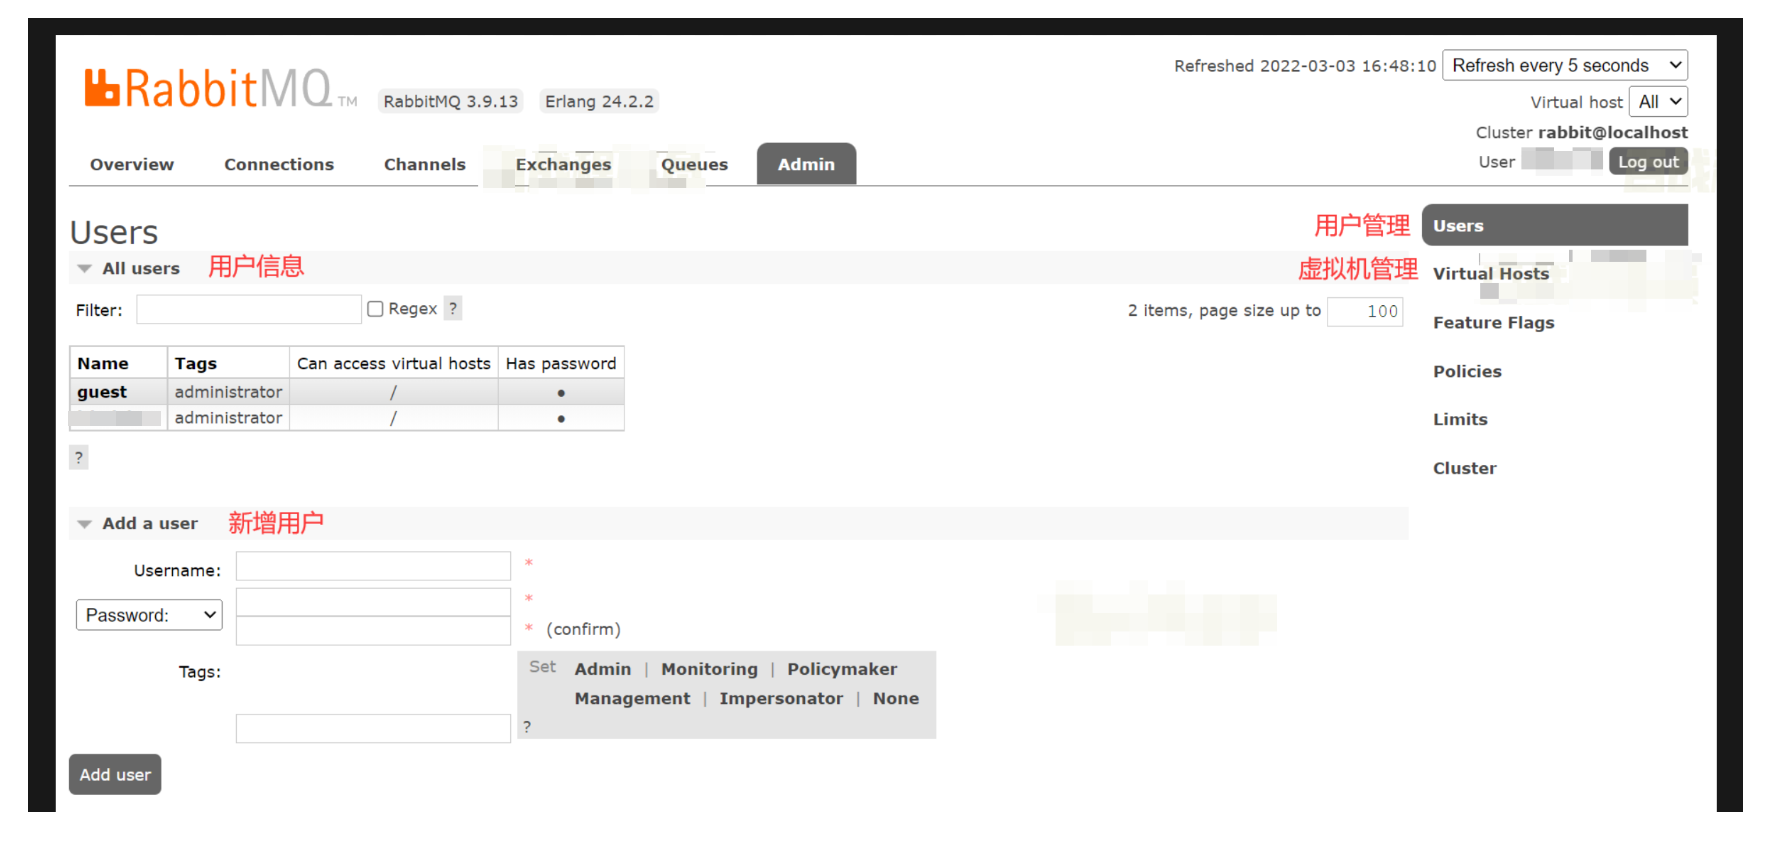 RabbitMQ TM RabbitMQ 3.9.13 Erlang 24.2.2
Refreshed 2022-03-03 16:48:10 Refresh every 5 seconds
Virtual host All
Cluster rabbit@localhost
User Log out
Overview Connections Channels Exchanges Queues Admin
Users
用户管理 Users
All users 用户信息
虚拟机管理 Virtual Hosts
Filter: Regex ? 2 items, page size up to 100
Feature Flags
Policies
Limits
Cluster
Name Tags Can access virtual hosts Has password
guest administrator / ●
administrator / ●
?
Add a user 新增用户
Username: *
Password: *
* (confirm)
Tags: Set Admin | Monitoring | Policymaker
Management | Impersonator | None
?
Add user